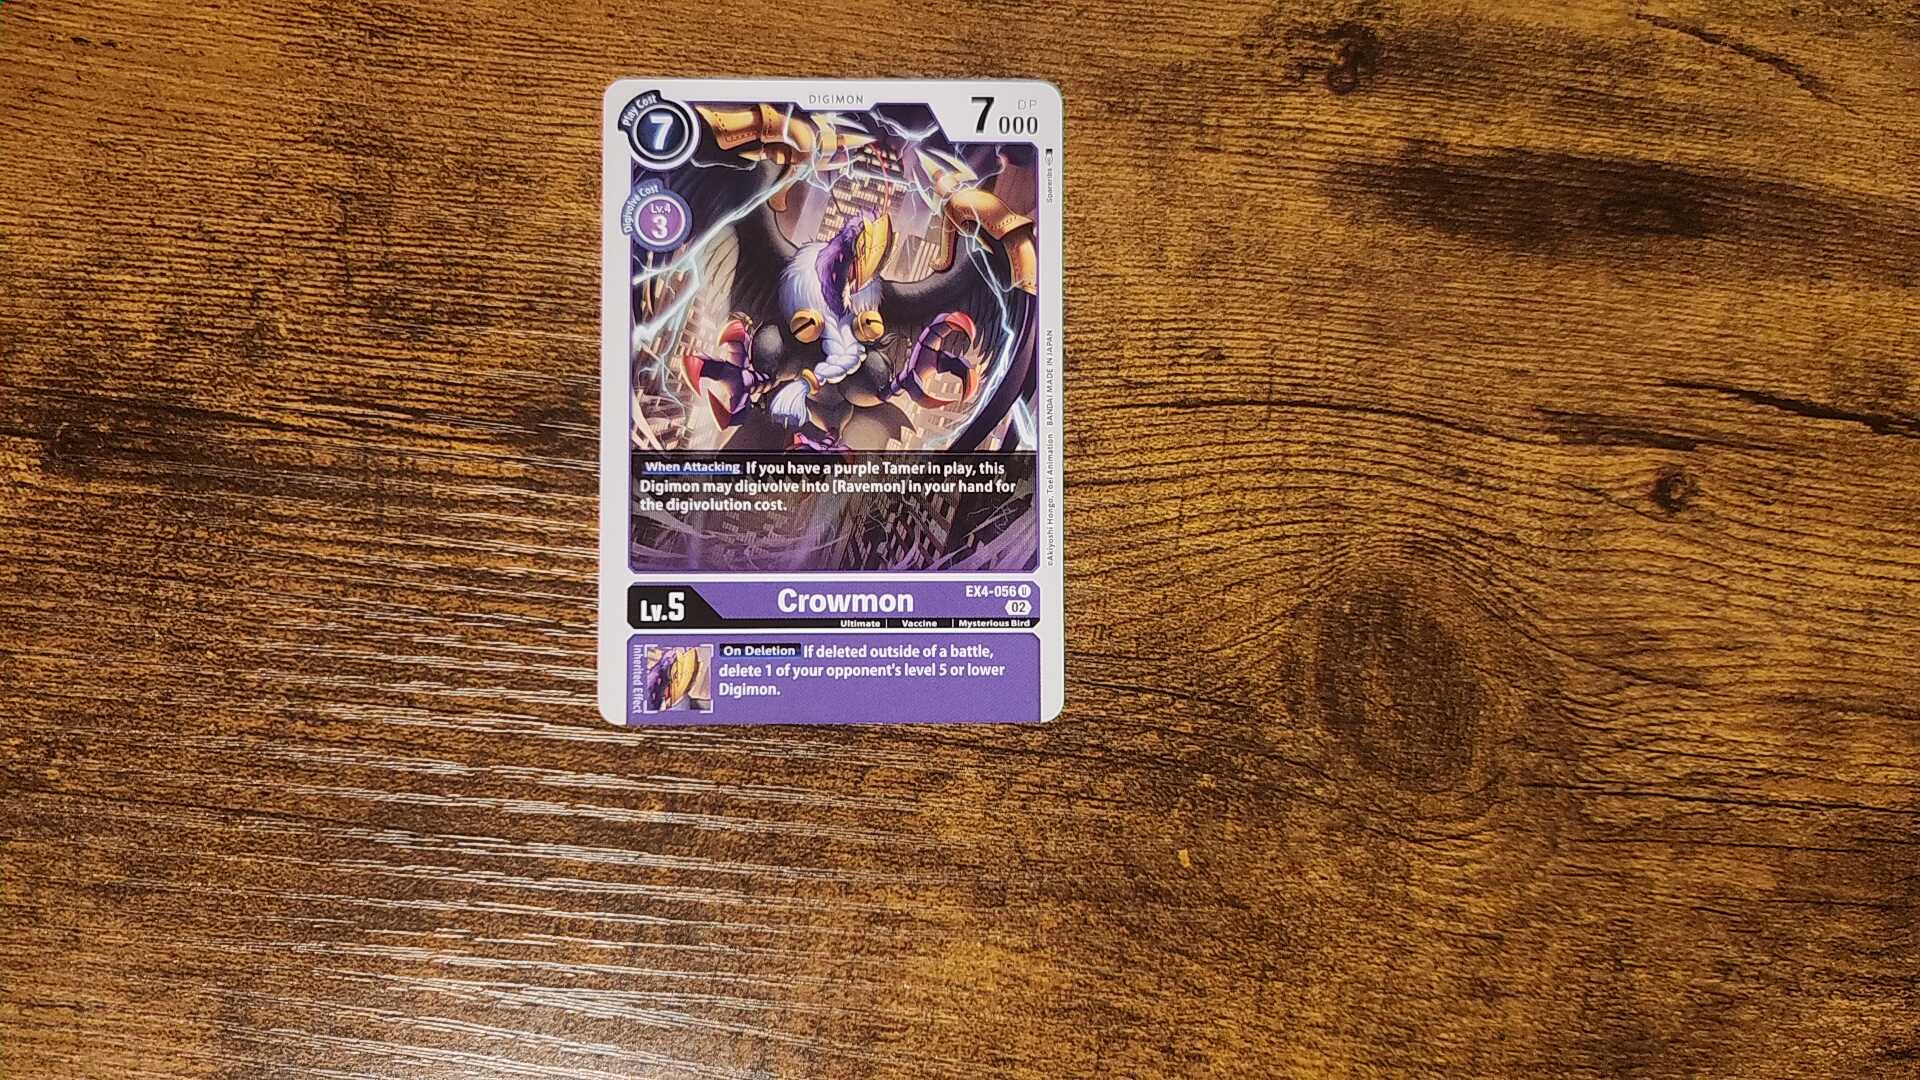 DIGIMON
Play Cost
7
7000
DP
Digivolve Cost
Lv.4
3
Spareribs
©Akiyoshi Hongo, Toei Animation BANDAI MADE IN JAPAN
When Attacking If you have a purple Tamer in play, this
Digimon may digivolve into [Ravemon] in your hand for
the digivolution cost.
Lv.5
Crowmon
EX4-056 U
02
Ultimate | Vaccine | Mysterious Bird
Inherited Effect
On Deletion If deleted outside of a battle,
delete 1 of your opponent's level 5 or lower
Digimon.